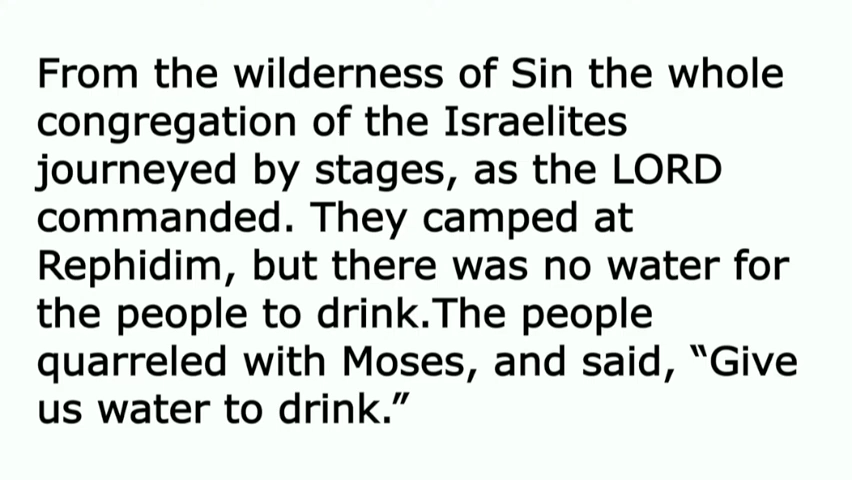 From the wilderness of Sin the whole
congregation of the Israelites
journeyed by stages, as the LORD
commanded. They camped at
Rephidim, but there was no water for
the people to drink.The people
quarreled with Moses, and said, “Give
us water to drink.”